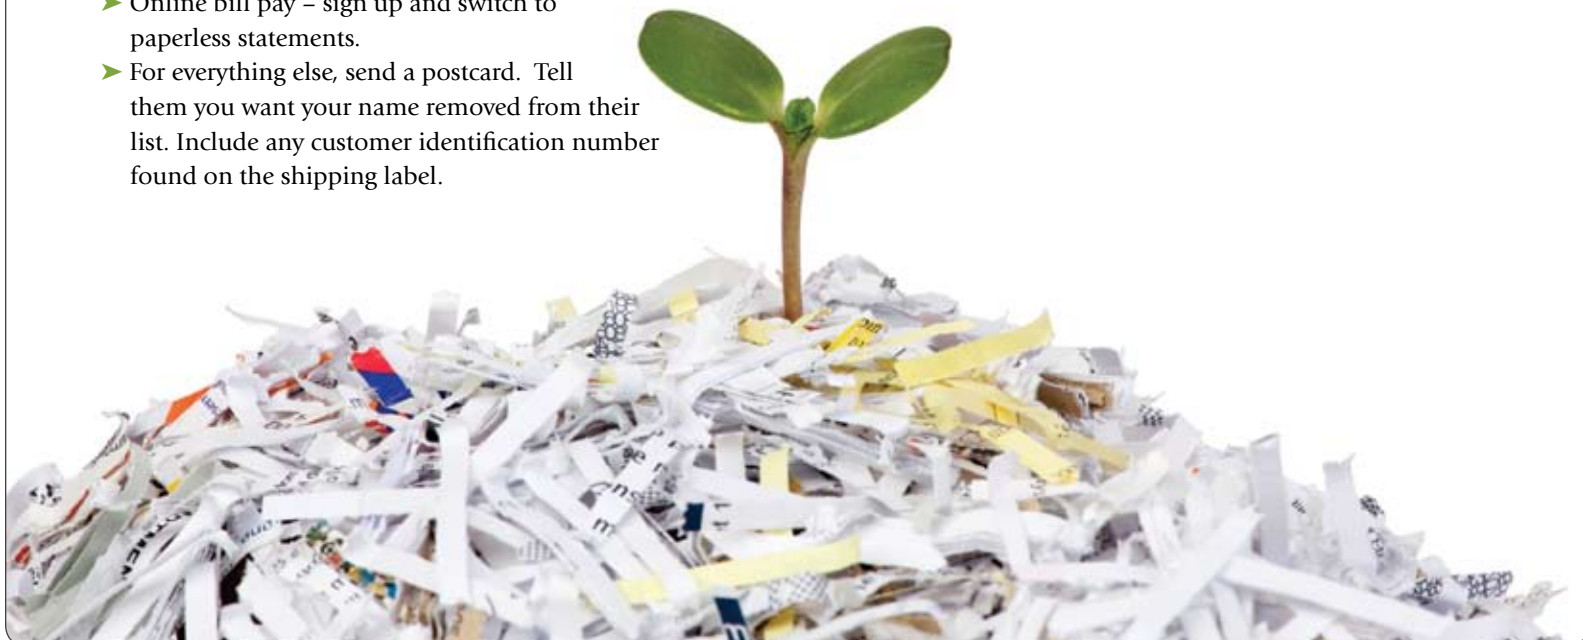 ➤ Online bill pay – sign up and switch to
paperless statements.
➤ For everything else, send a postcard. Tell
them you want your name removed from their
list. Include any customer identification number
found on the shipping label.